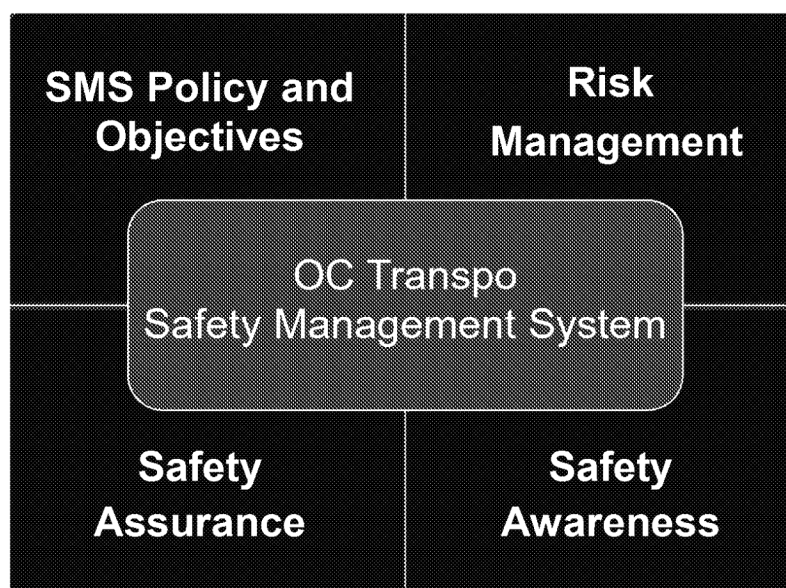 SMS Policy and
Objectives
Risk
Management
OC Transpo
Safety Management System
Safety
Assurance
Safety
Awareness